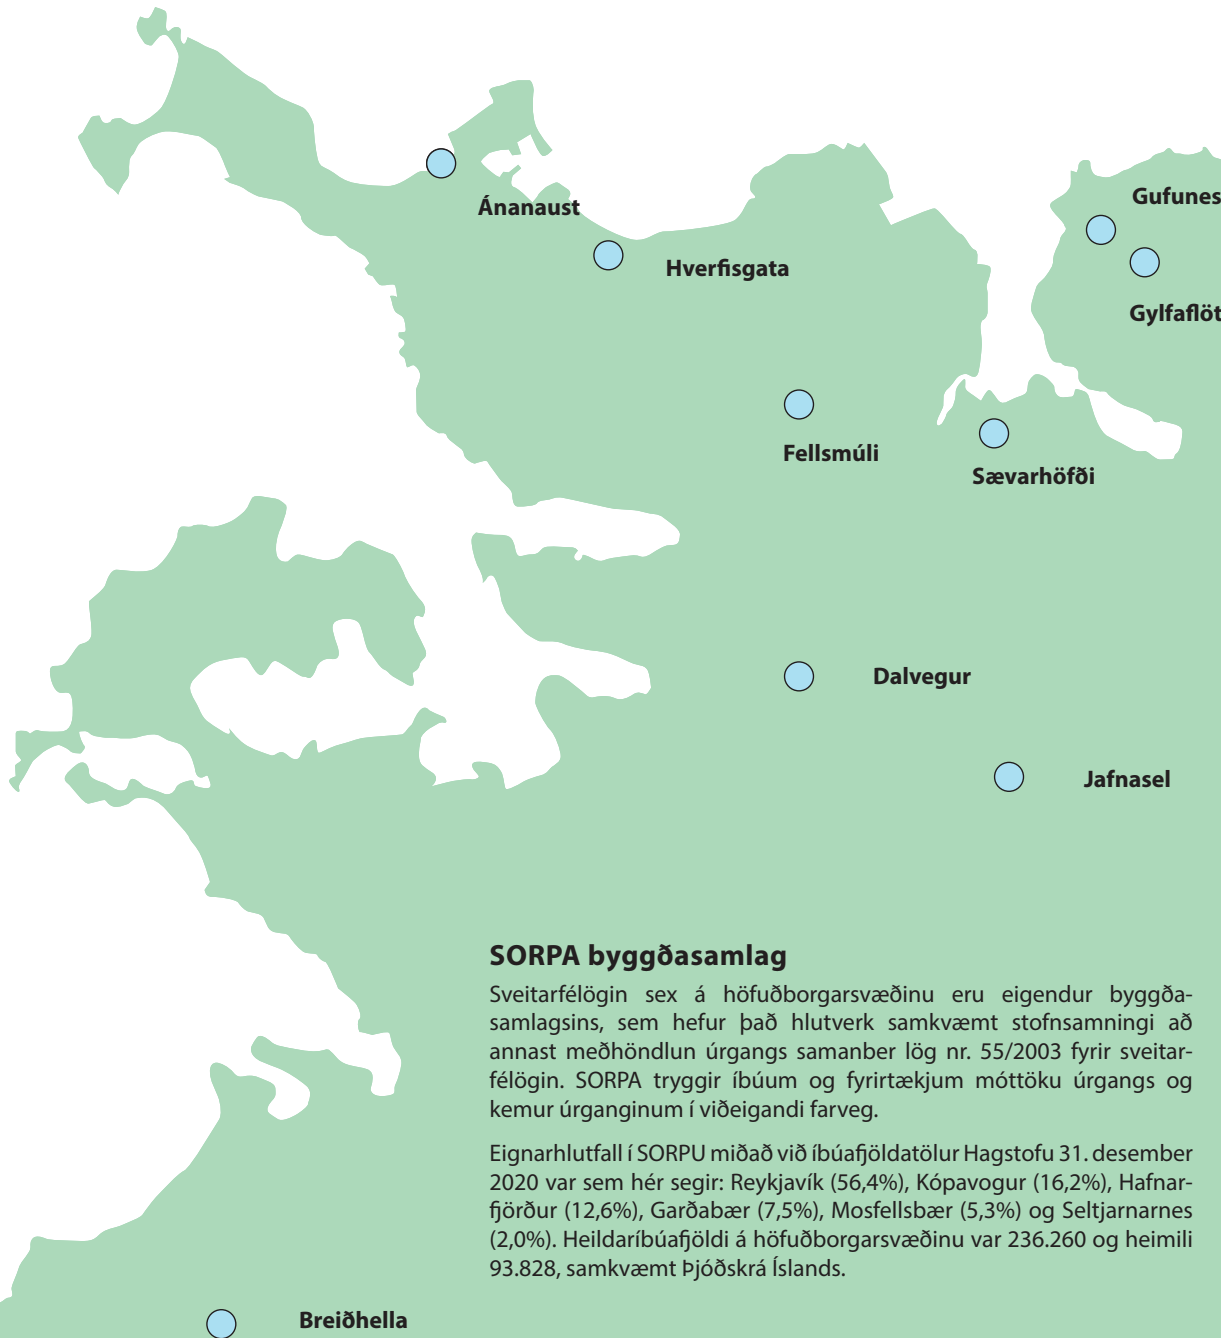 Gufunes
Ánanaust
Hverfisgata
Gylfaflöt
Fellsmúli
Sævarhöfði
Dalvegur
Jafnasel
SORPA byggðasamlag
Sveitarfélögin sex á höfuðborgarsvæðinu eru eigendur byggða-
samlagsins, sem hefur það hlutverk samkvæmt stofnsamningi að
annast meðhöndlun úrgangs samanber lög nr. 55/2003 fyrir sveitar-
félögin. SORPA tryggir íbúum og fyrirtækjum móttöku úrgangs og
kemur úrganginum í viðeigandi farveg.
Eignarhlutfall í SORPU miðað við íbúafjöldatölur Hagstofu 31. desember
2020 var sem hér segir: Reykjavík (56,4%), Kópavogur (16,2%), Hafnar-
fjörður (12,6%), Garðabær (7,5%), Mosfellsbær (5,3%) og Seltjarnarnes
(2,0%). Heildaríbúafjöldi á höfuðborgarsvæðinu var 236.260 og heimili
93.828, samkvæmt Þjóðskrá Íslands.
Breiðhella